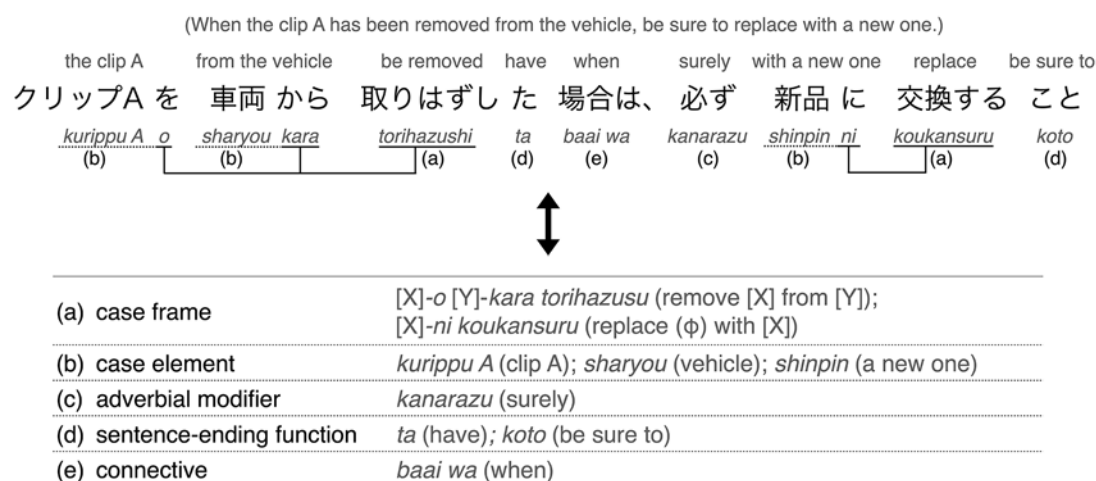 (When the clip A has been removed from the vehicle, be sure to replace with a new one.)
the clip A from the vehicle be removed have when surely with a new one replace be sure to
クリップA を 車両 から 取りはずし た 場合は、 必ず 新品 に 交換する こと
kurippu A o sharyou kara torihazushi ta baai wa kanarazu shinpin ni koukansuru koto
(b) (b) (a) (d) (e) (c) (b) (a) (d)
(a) case frame [X]-o [Y]-kara torihazusu (remove [X] from [Y]);
[X]-ni koukansuru (replace (ϕ) with [X])
(b) case element kurippu A (clip A); sharyou (vehicle); shinpin (a new one)
(c) adverbial modifier kanarazu (surely)
(d) sentence-ending function ta (have); koto (be sure to)
(e) connective baai wa (when)